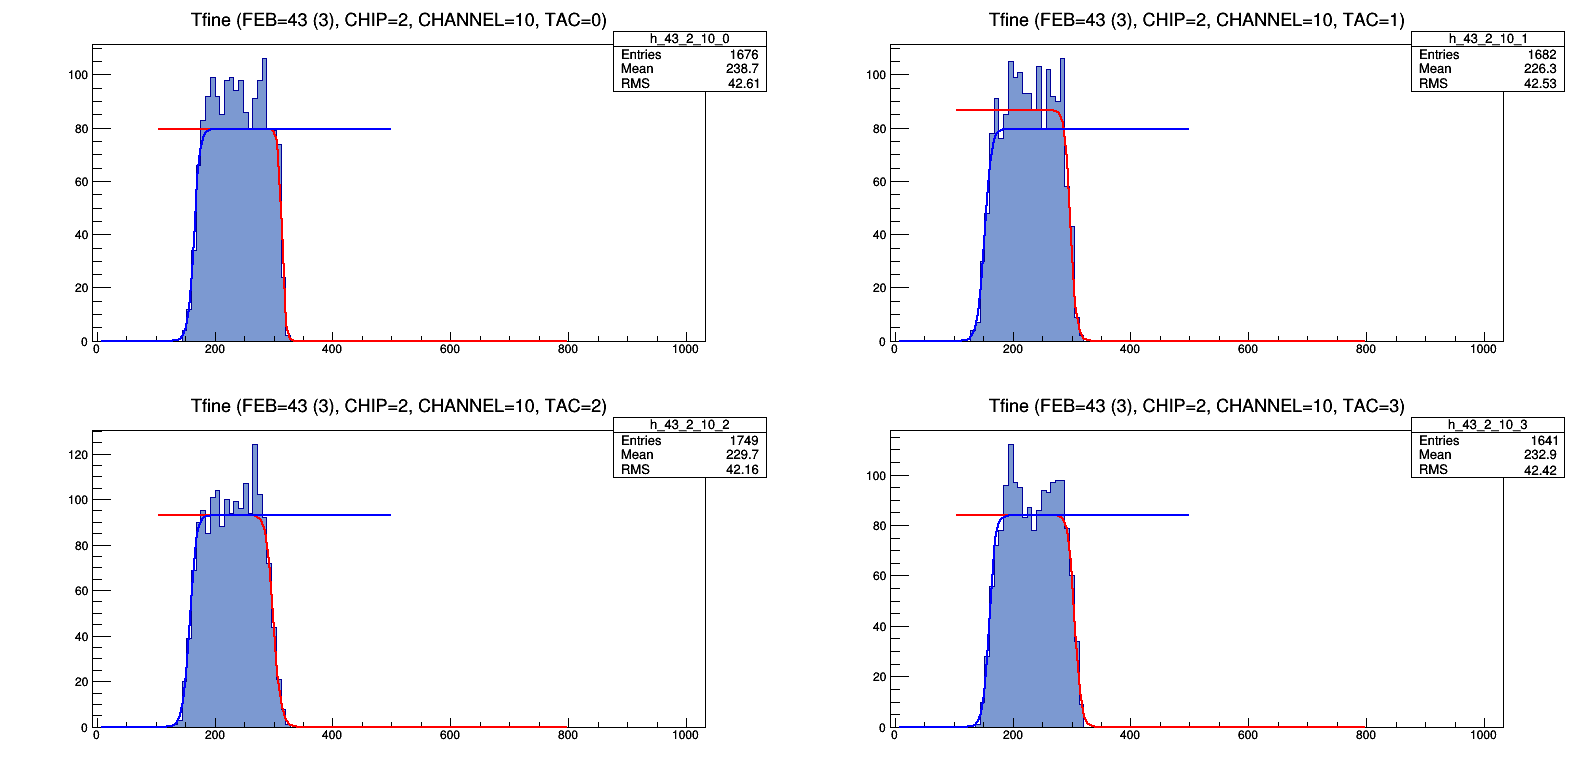 Tfine (FEB=43 (3), CHIP=2, CHANNEL=10, TAC=0)
h_43_2_10_0
Entries 1676
Mean 238.7
RMS 42.61
100
80
60
40
20
0
0 200 400 600 800 1000
Tfine (FEB=43 (3), CHIP=2, CHANNEL=10, TAC=1)
h_43_2_10_1
Entries 1682
Mean 226.3
RMS 42.53
100
80
60
40
20
0
0 200 400 600 800 1000
Tfine (FEB=43 (3), CHIP=2, CHANNEL=10, TAC=2)
h_43_2_10_2
Entries 1749
Mean 229.7
RMS 42.16
120
100
80
60
40
20
0
0 200 400 600 800 1000
Tfine (FEB=43 (3), CHIP=2, CHANNEL=10, TAC=3)
h_43_2_10_3
Entries 1641
Mean 232.9
RMS 42.42
100
80
60
40
20
0
0 200 400 600 800 1000